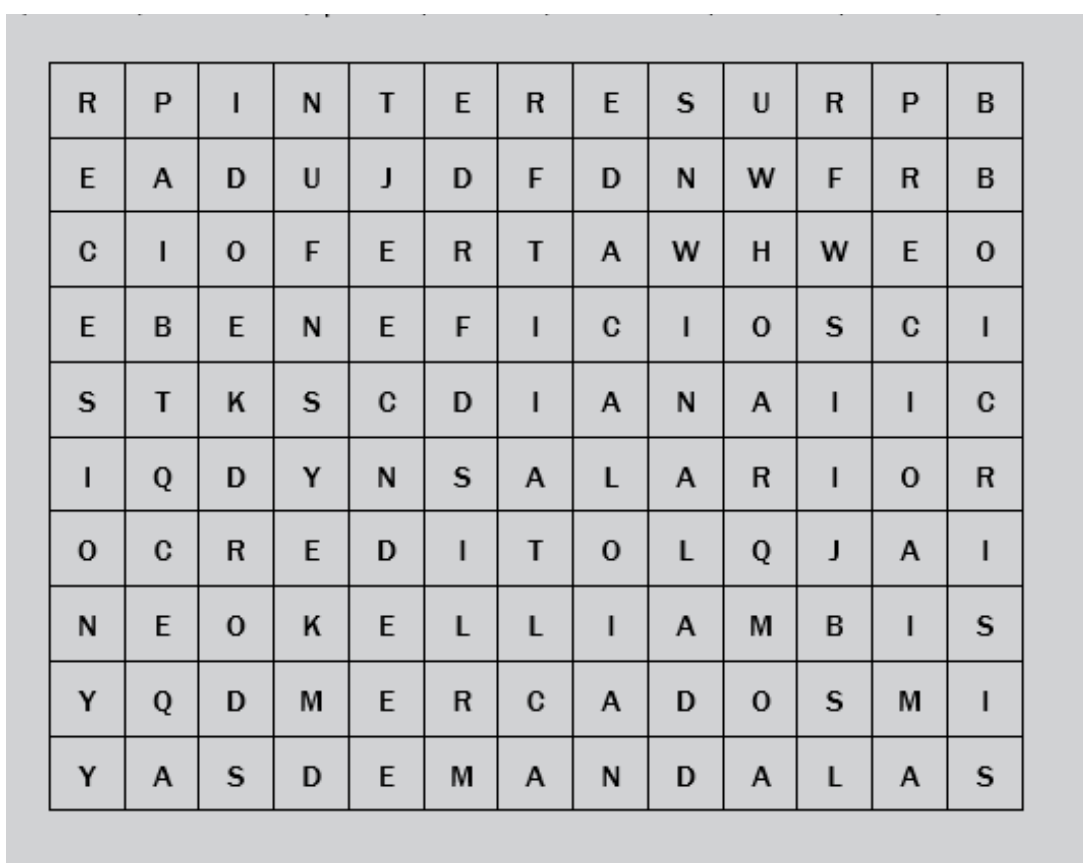 R P I N T E R E S U R P B
E A D U J D F D N W F R B
C I O F E R T A W H W E O
E B E N E F I C I O S C I
S T K S C D I A N A I I C
I Q D Y N S A L A R I O R
O C R E D I T O L Q J A I
N E O K E L L I A M B I S
Y Q D M E R C A D O S M I
Y A S D E M A N D A L A S